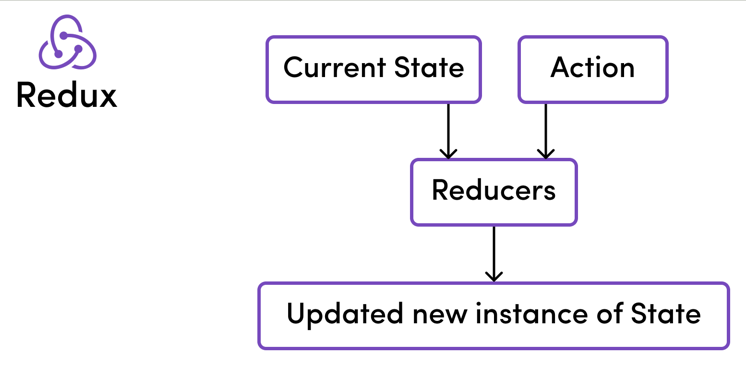 Redux
Current State
Action
Reducers
Updated new instance of State